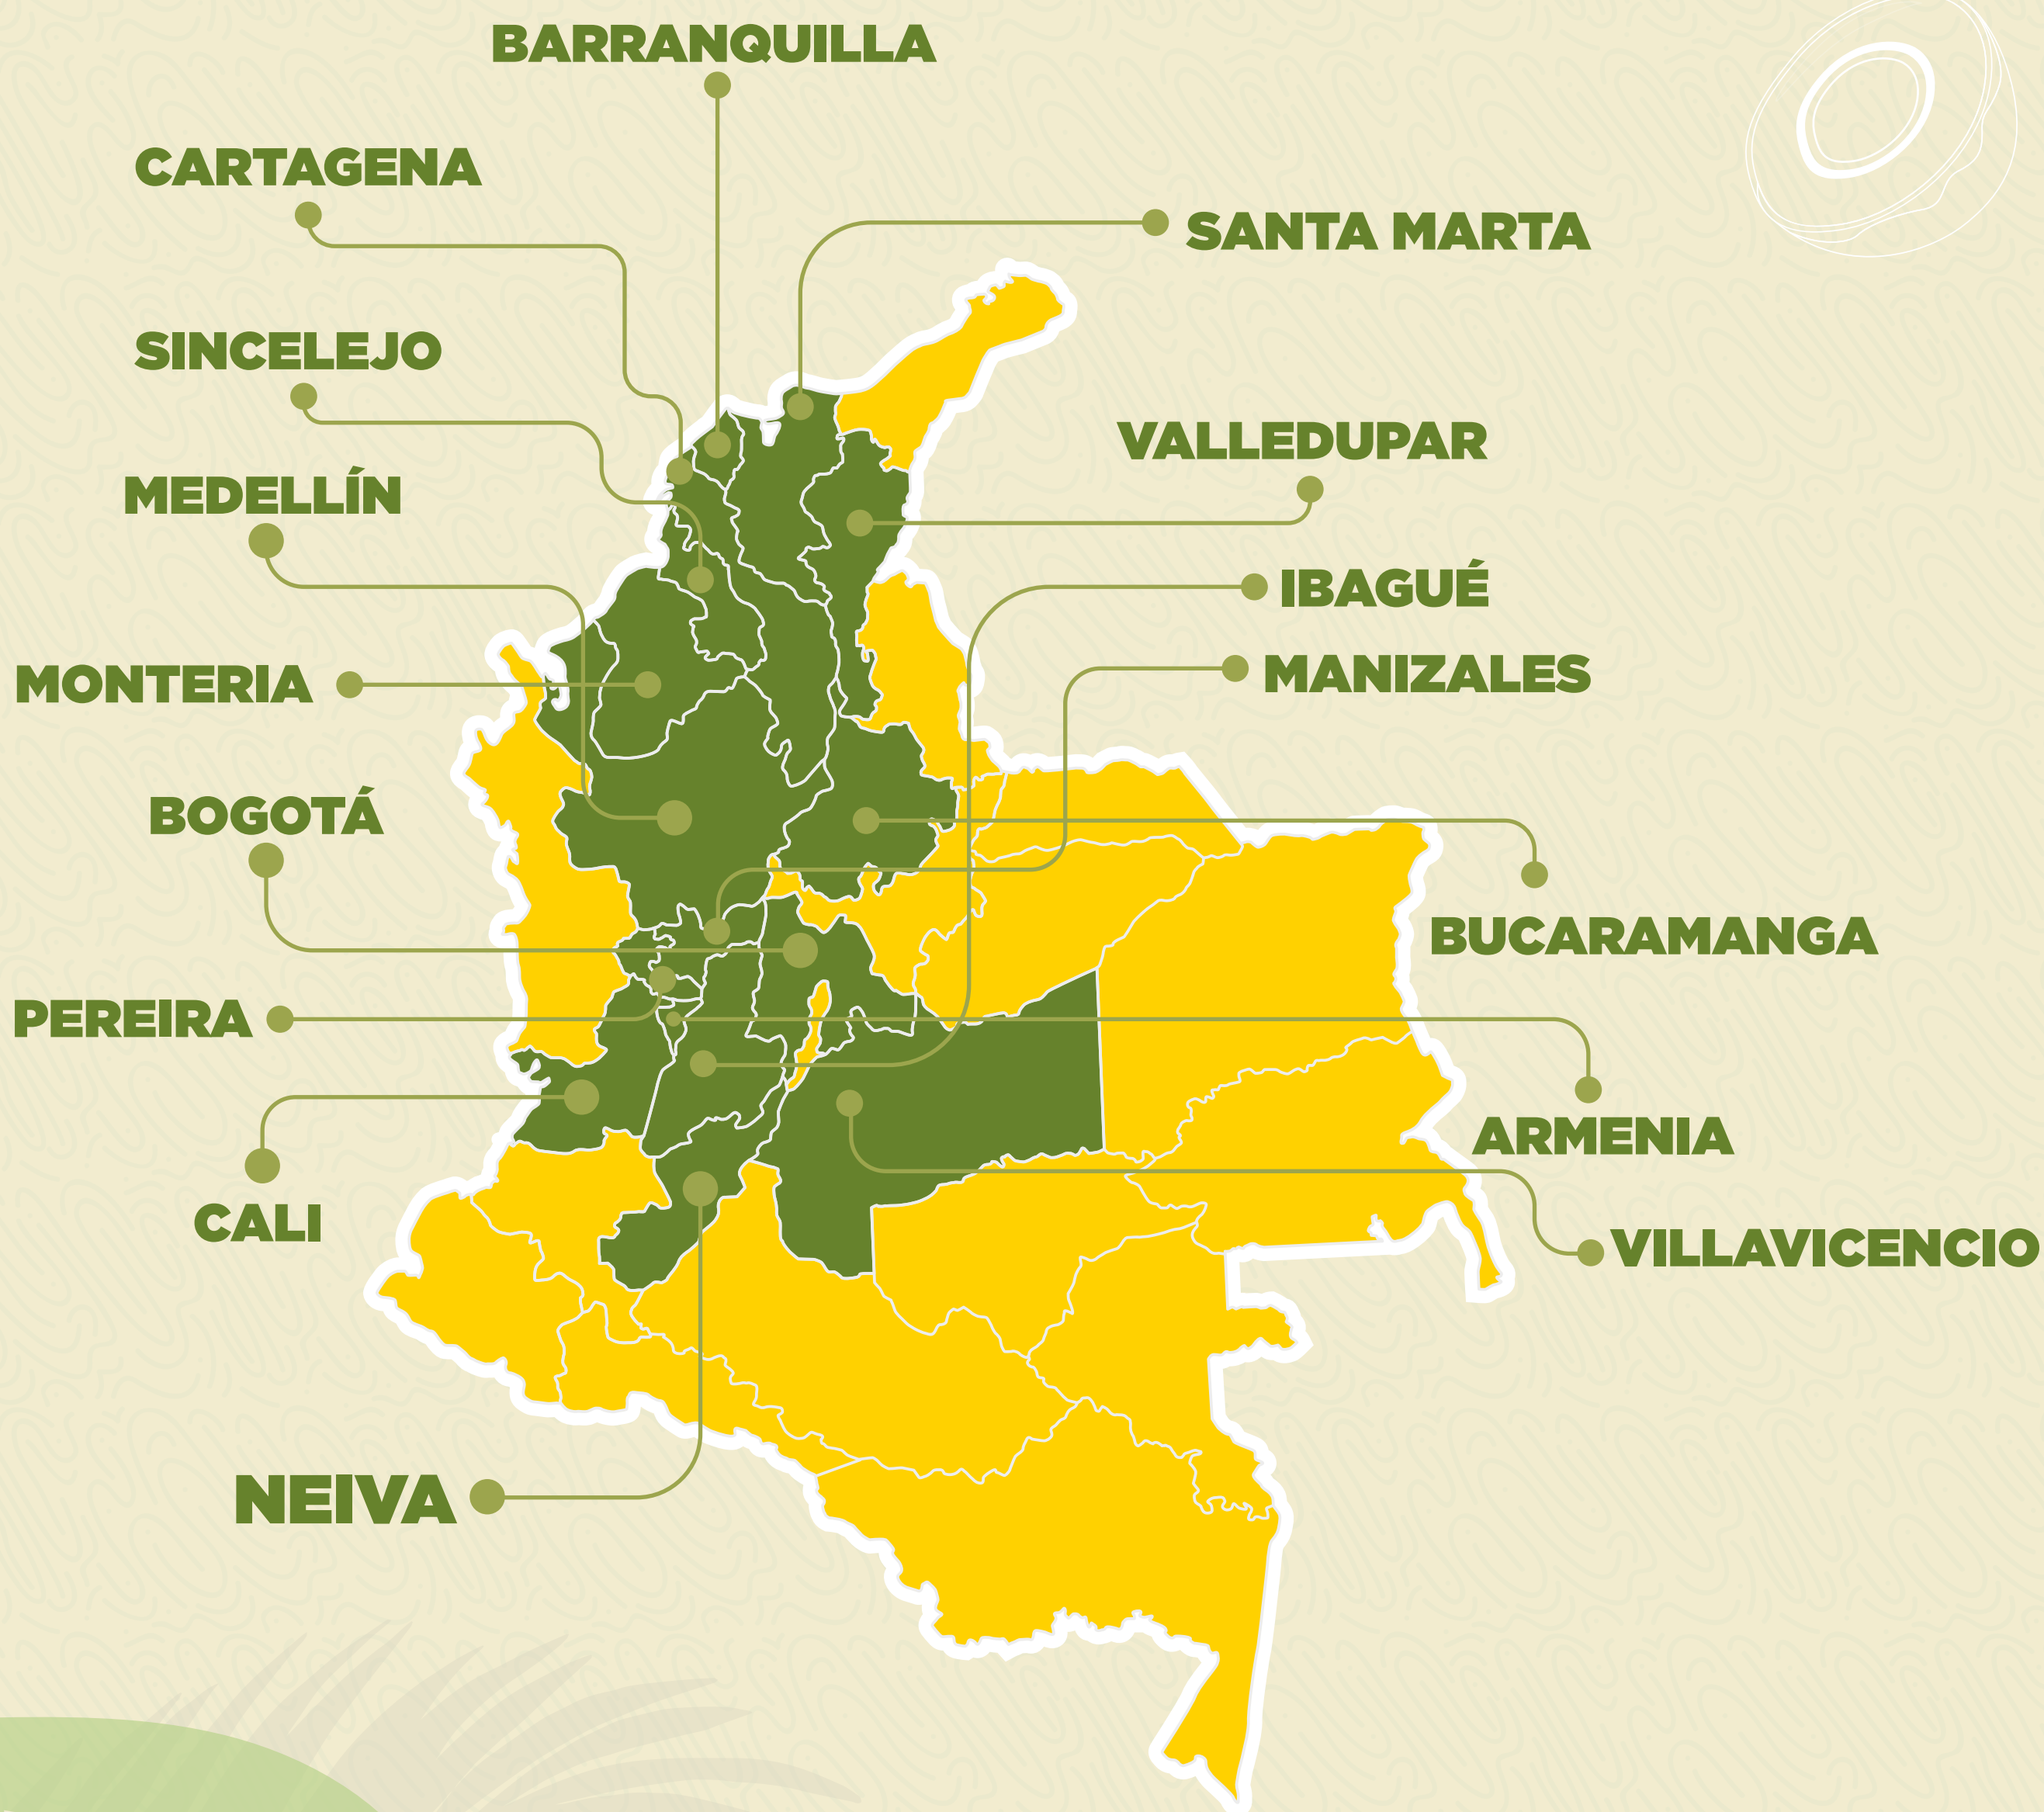 BARRANQUILLA
CARTAGENA
SANTA MARTA
SINCELEJO
VALLEDUPAR
MEDELLÍN
IBAGUÉ
MONTERIA
MANIZALES
BOGOTÁ
BUCARAMANGA
PEREIRA
ARMENIA
CALI
VILLAVICENCIO
NEIVA